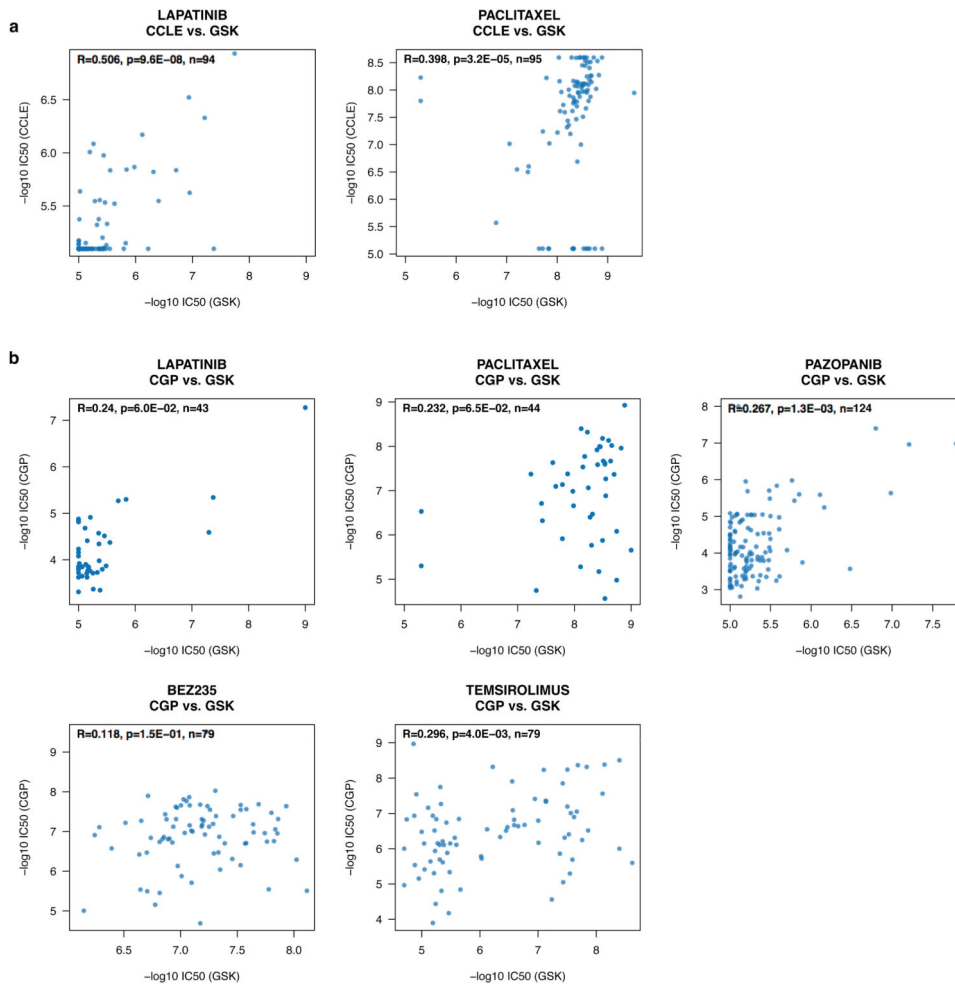 a
LAPATINIB
CCLE vs. GSK
R=0.506, p=9.6E−08, n=94
6.5
6.0
5.5
−log10 IC50 (CCLE)
5
6
7
8
9
−log10 IC50 (GSK)
PACLITAXEL
CCLE vs. GSK
R=0.398, p=3.2E−05, n=95
8.5
8.0
7.5
7.0
6.5
6.0
5.5
5.0
−log10 IC50 (CCLE)
5
6
7
8
9
−log10 IC50 (GSK)
b
LAPATINIB
CGP vs. GSK
R=0.24, p=6.0E−02, n=43
7
6
5
4
−log10 IC50 (CGP)
5
6
7
8
9
−log10 IC50 (GSK)
PACLITAXEL
CGP vs. GSK
R=0.232, p=6.5E−02, n=44
9
8
7
6
5
−log10 IC50 (CGP)
5
6
7
8
9
−log10 IC50 (GSK)
PAZOPANIB
CGP vs. GSK
R=0.267, p=1.3E−03, n=124
8
7
6
5
4
3
−log10 IC50 (CGP)
5.0
5.5
6.0
6.5
7.0
7.5
−log10 IC50 (GSK)
BEZ235
CGP vs. GSK
R=0.118, p=1.5E−01, n=79
9
8
7
6
5
−log10 IC50 (CGP)
6.5
7.0
7.5
8.0
−log10 IC50 (GSK)
TEMSIROLIMUS
CGP vs. GSK
R=0.296, p=4.0E−03, n=79
9
8
7
6
5
4
−log10 IC50 (CGP)
5
6
7
8
−log10 IC50 (GSK)